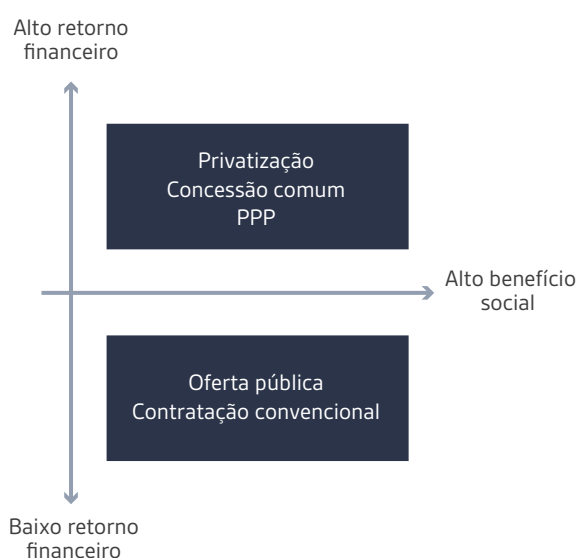 Alto retorno
financeiro
Privatização
Concessão comum
PPP
Alto benefício
social
Oferta pública
Contratação convencional
Baixo retorno
financeiro